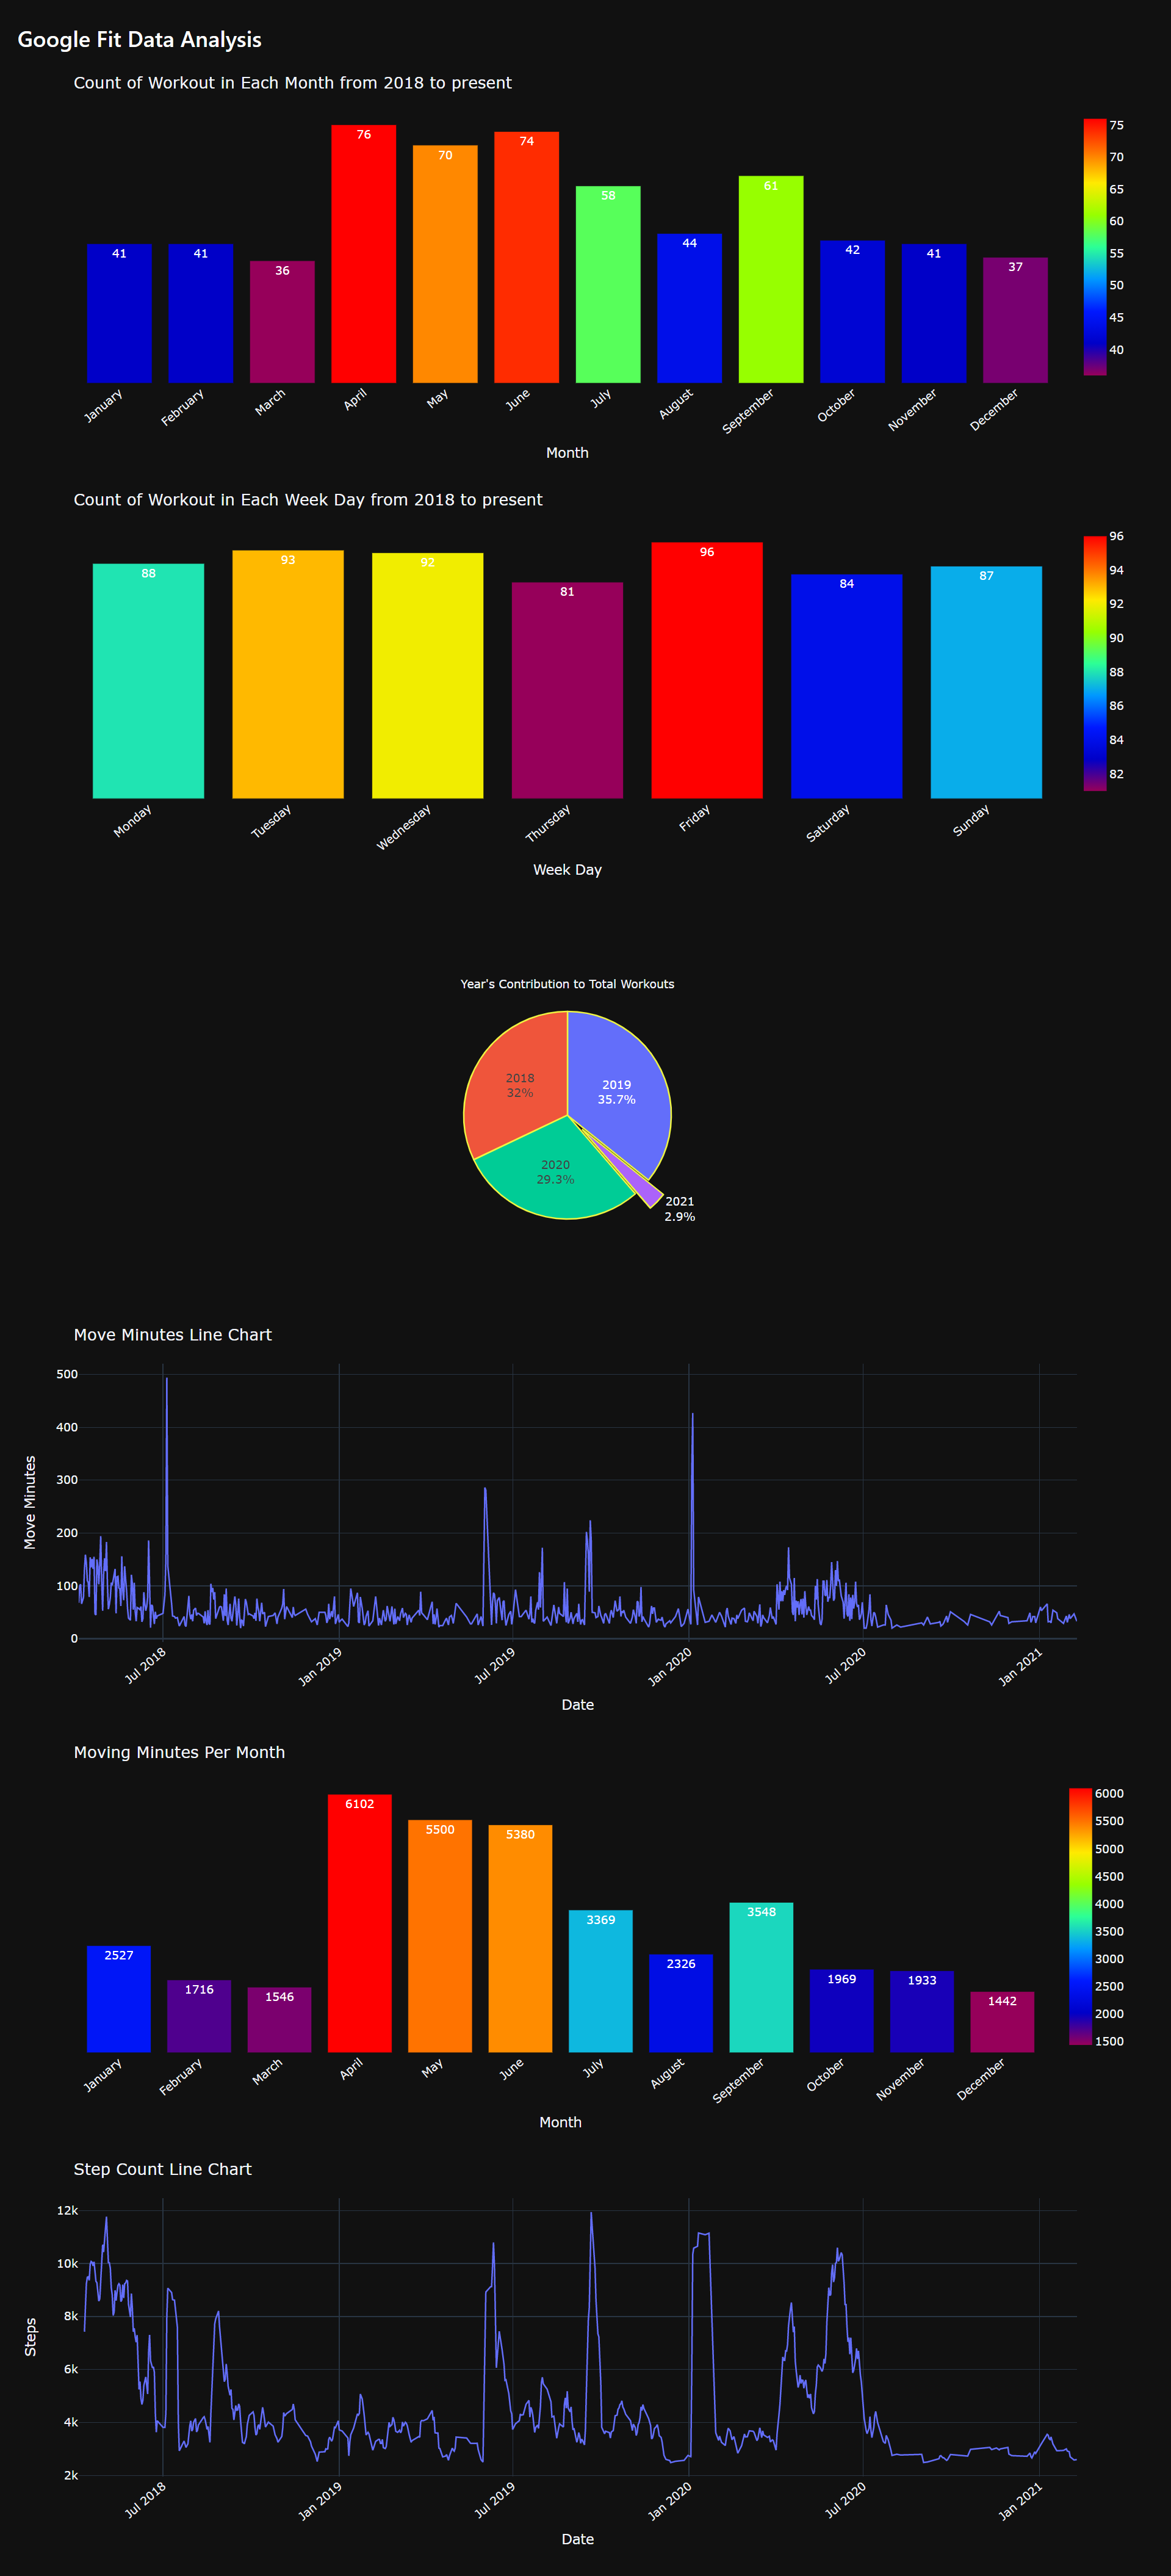 Google Fit Data Analysis
Count of Workout in Each Month from 2018 to present
76
70
74
58
61
41
41
36
44
42
41
37
75
70
65
60
55
50
45
40
January
February
March
April
May
June
July
August
September
October
November
December
Month
Count of Workout in Each Week Day from 2018 to present
88
93
92
81
96
84
87
96
94
92
90
88
86
84
82
Monday
Tuesday
Wednesday
Thursday
Friday
Saturday
Sunday
Week Day
Year's Contribution to Total Workouts
2018
32%
2019
35.7%
2020
29.3%
2021
2.9%
Move Minutes Line Chart
Move Minutes
500
400
300
200
100
0
Jul 2018
Jan 2019
Jul 2019
Jan 2020
Jul 2020
Jan 2021
Date
Moving Minutes Per Month
2527
1716
1546
6102
5500
5380
3369
2326
3548
1969
1933
1442
6000
5500
5000
4500
4000
3500
3000
2500
2000
1500
January
February
March
April
May
June
July
August
September
October
November
December
Month
Step Count Line Chart
Steps
12k
10k
8k
6k
4k
2k
Jul 2018
Jan 2019
Jul 2019
Jan 2020
Jul 2020
Jan 2021
Date